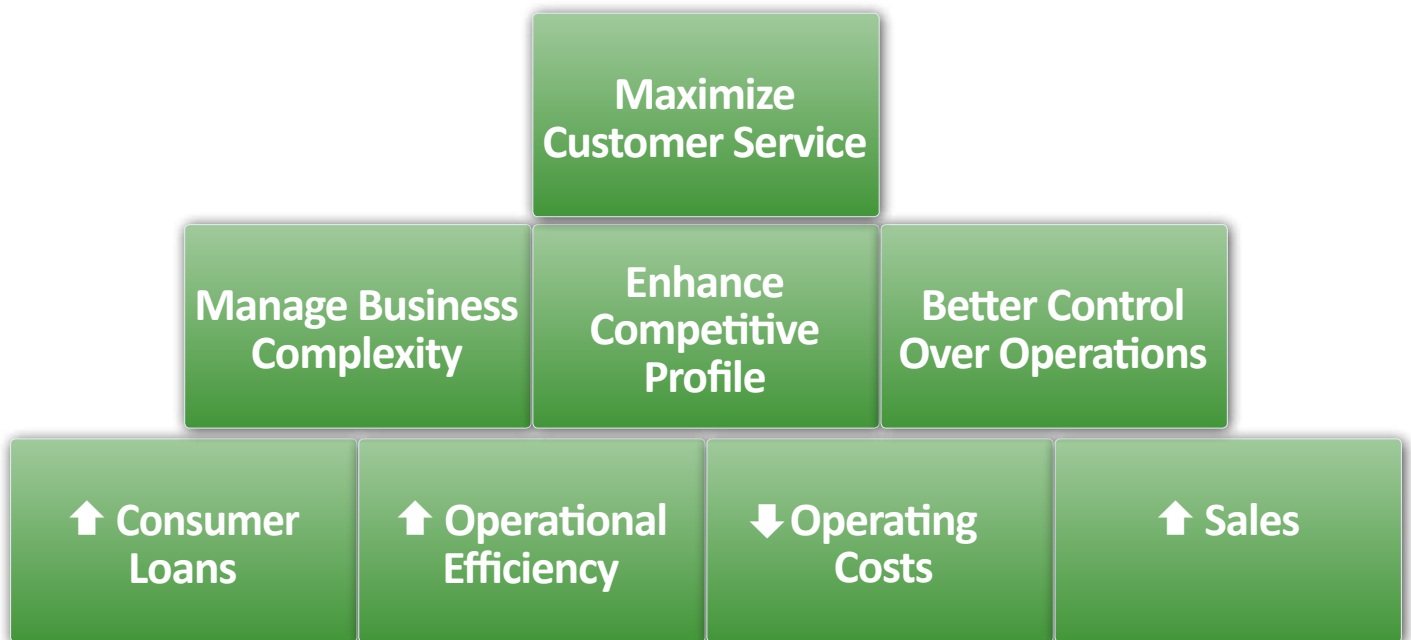 Maximize
Customer Service
Manage Business
Complexity
Enhance
Competitive
Profile
Better Control
Over Operations
⬆ Consumer
Loans
⬆ Operational
Efficiency
⬇ Operating
Costs
⬆ Sales